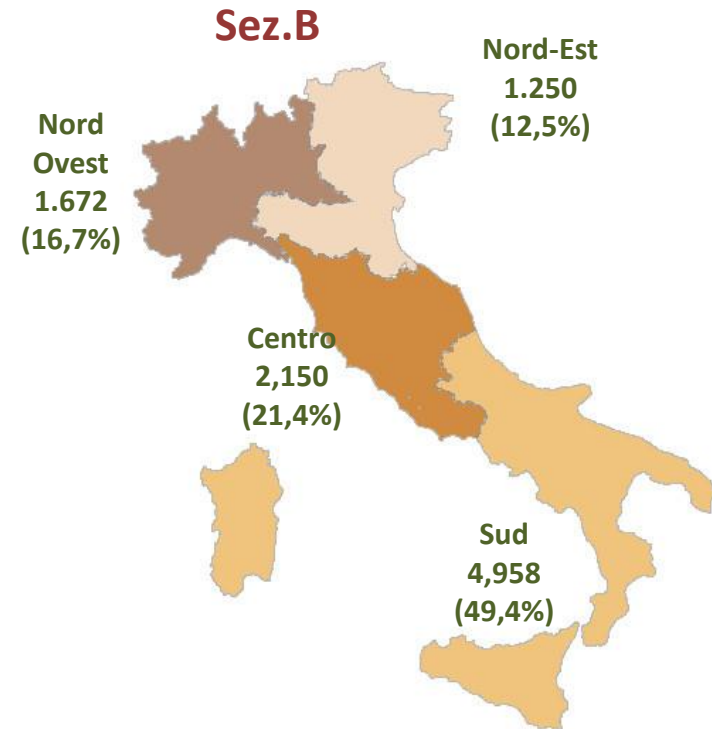 Sez.B
Nord-Est
1.250
(12,5%)
Nord
Ovest
1.672
(16,7%)
Centro
2,150
(21,4%)
Sud
4,958
(49,4%)